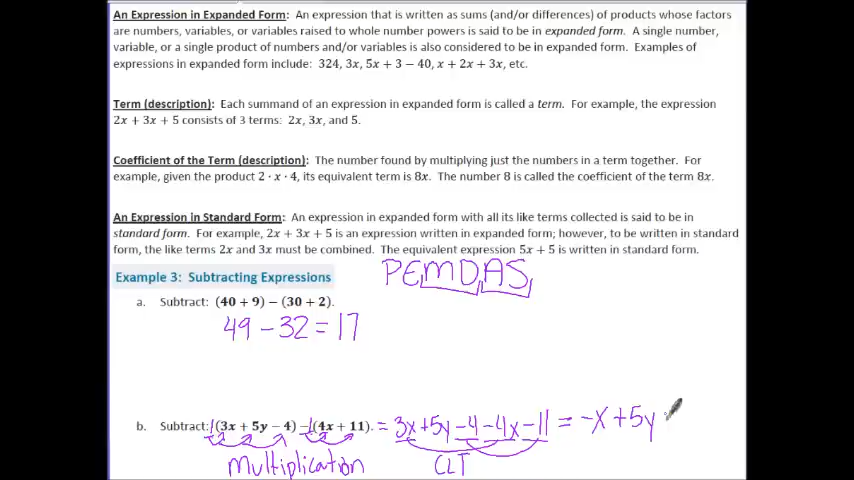 An Expression in Expanded Form: An expression that is written as sums (and/or differences) of products whose factors
are numbers, variables, or variables raised to whole number powers is said to be in expanded form. A single number,
variable, or a single product of numbers and/or variables is also considered to be in expanded form. Examples of
expressions in expanded form include: 324, 3x, 5x + 3 − 40, x + 2x + 3x, etc.
Term (description): Each summand of an expression in expanded form is called a term. For example, the expression
2x + 3x + 5 consists of 3 terms: 2x, 3x, and 5.
Coefficient of the Term (description): The number found by multiplying just the numbers in a term together. For
example, given the product 2 · x · 4, its equivalent term is 8x. The number 8 is called the coefficient of the term 8x.
An Expression in Standard Form: An expression in expanded form with all its like terms collected is said to be in
standard form. For example, 2x + 3x + 5 is an expression written in expanded form; however, to be written in standard
form, the like terms 2x and 3x must be combined. The equivalent expression 5x + 5 is written in standard form.
Example 3: Subtracting Expressions PEMDAS
a. Subtract: (40 + 9) − (30 + 2).
49 − 32 = 17
b. Subtract: 1(3x + 5y − 4) − 1(4x + 11). = 3x + 5y − 4 − 4x − 11 = −x + 5y
multiplication CLT